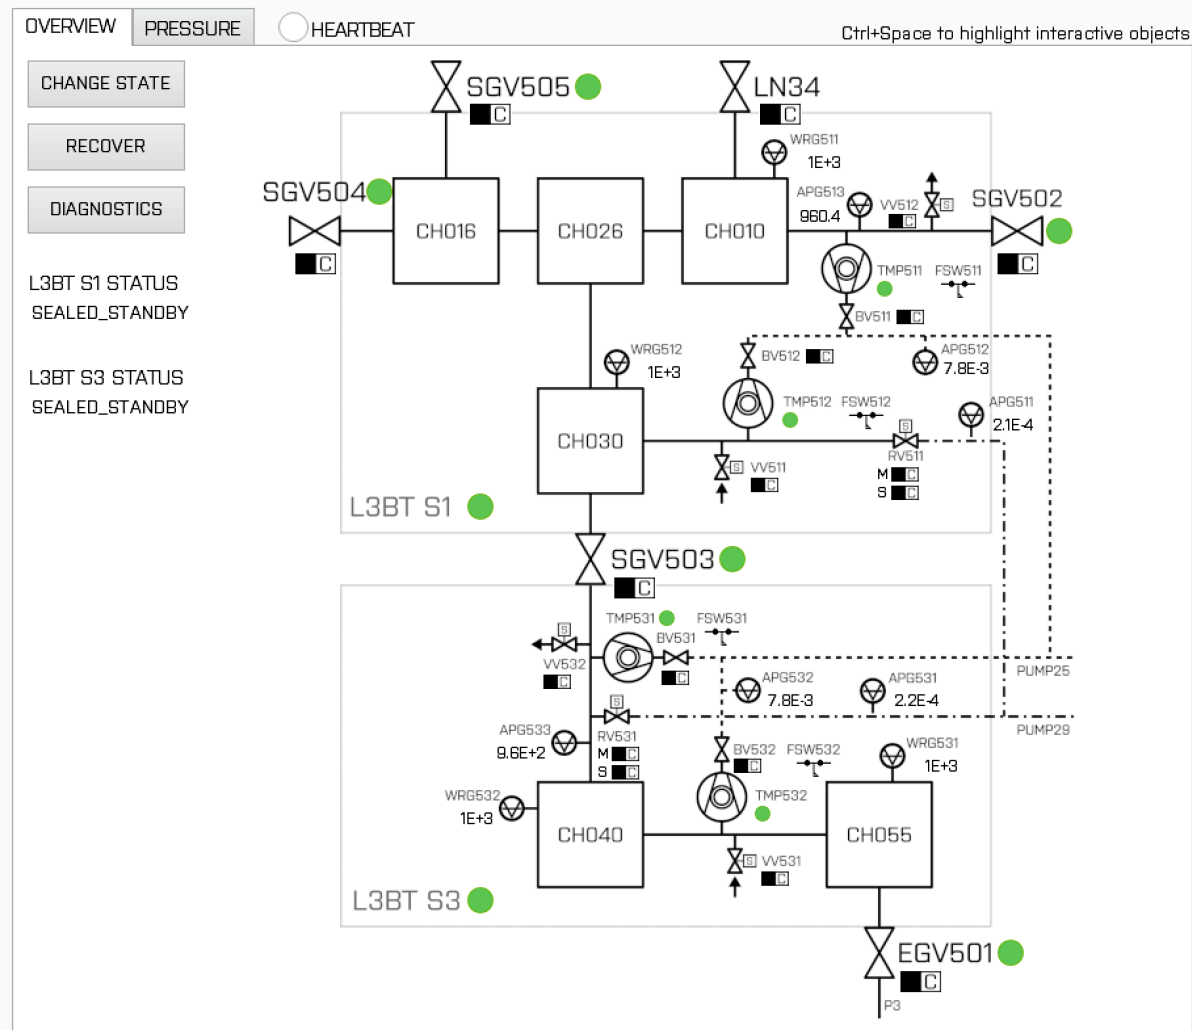 OVERVIEW
PRESSURE
HEARTBEAT
Ctrl+Space to highlight interactive objects
CHANGE STATE
RECOVER
DIAGNOSTICS
L3BT S1 STATUS
SEALED_STANDBY
L3BT S3 STATUS
SEALED_STANDBY
SGV505
C
LN34
C
WRG511
1E+3
SGV504
C
CH016
CH026
CH010
APG513
960.4
VV512
C
S
SGV502
C
TMP511
FSW511
BV511
C
BV512
C
APG512
7.8E-3
WRG512
1E+3
TMP512
FSW512
APG511
2.1E-4
CH030
S
RV511
M C
S C
S
VV511
C
L3BT S1
SGV503
C
TMP531
FSW531
S
BV531
C
VV532
C
PUMP25
APG532
7.8E-3
APG531
2.2E-4
S
PUMP29
APG533
9.6E+2
RV531
M C
S C
BV532
C
FSW532
WRG531
1E+3
WRG532
1E+3
TMP532
CH040
CH055
S
VV531
C
L3BT S3
EGV501
C
P3